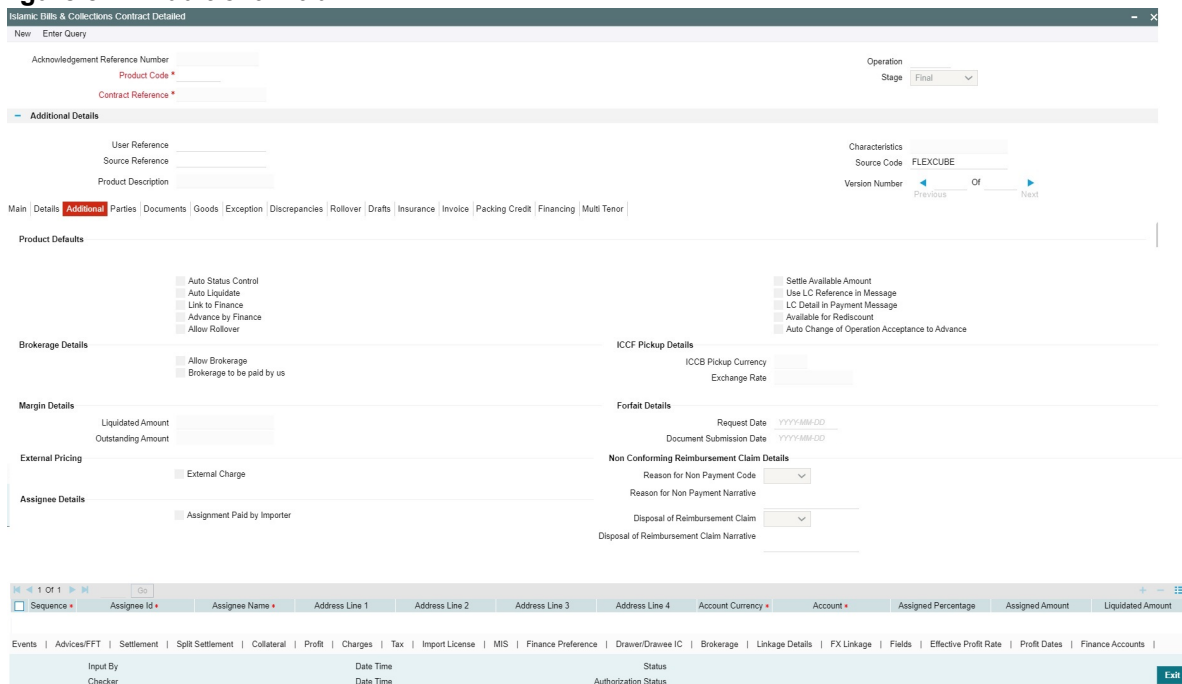 Islamic Bills & Collections Contract Detailed
New Enter Query
Acknowledgement Reference Number
Operation
Product Code *
Stage Final
Contract Reference *
Additional Details
User Reference
Characteristics
Source Reference
Source Code FLEXCUBE
Product Description
Version Number Of
Previous Next
Main Details Additional Parties Documents Goods Exception Discrepancies Rollover Drafts Insurance Invoice Packing Credit Financing Multi Tenor
Product Defaults
Auto Status Control
Settle Available Amount
Auto Liquidate
Use LC Reference in Message
Link to Finance
LC Detail in Payment Message
Advance by Finance
Available for Rediscount
Allow Rollover
Auto Change of Operation Acceptance to Advance
Brokerage Details
ICCF Pickup Details
Allow Brokerage
ICCB Pickup Currency
Brokerage to be paid by us
Exchange Rate
Margin Details
Forfait Details
Liquidated Amount
Request Date YYYY-MM-DD
Outstanding Amount
Document Submission Date YYYY-MM-DD
External Pricing
Non Conforming Reimbursement Claim Details
External Charge
Reason for Non Payment Code
Reason for Non Payment Narrative
Assignee Details
Assignment Paid by Importer
Disposal of Reimbursement Claim
Disposal of Reimbursement Claim Narrative
1 Of 1 Go
Sequence * Assignee Id * Assignee Name * Address Line 1 Address Line 2 Address Line 3 Address Line 4 Account Currency * Account * Assigned Percentage Assigned Amount Liquidated Amount
Events | Advices/FFT | Settlement | Split Settlement | Collateral | Profit | Charges | Tax | Import License | MIS | Finance Preference | Drawer/Drawee IC | Brokerage | Linkage Details | FX Linkage | Fields | Effective Profit Rate | Profit Dates | Finance Accounts |
Input By Date Time Status
Checker Date Time Authorization Status
Exit